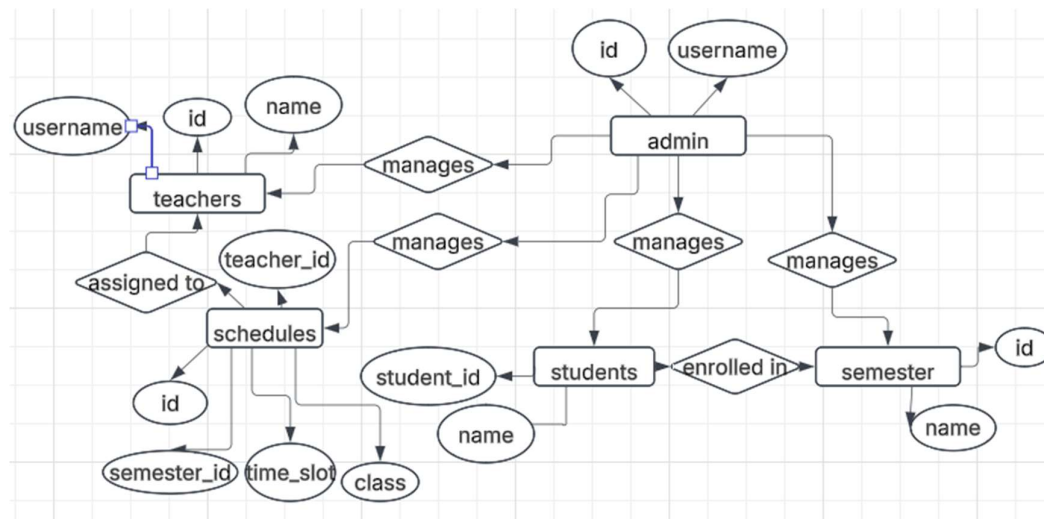 id
username
name
id
username
admin
manages
teachers
manages
manages
teacher_id
manages
assigned to
schedules
id
students
enrolled in
semester
student_id
id
name
name
semester_id
time_slot
class